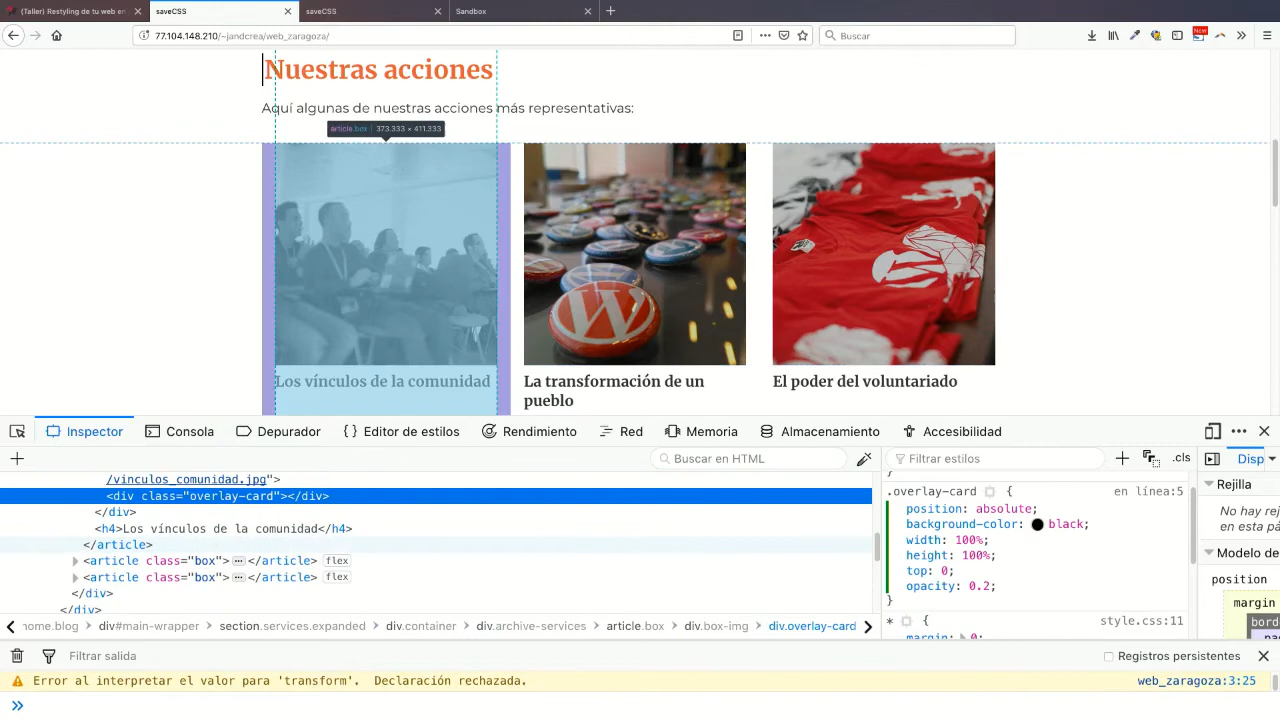 (Taller) Restyling de tu web en
saveCSS
saveCSS
Sandbox
77.104.148.210/~jandcrea/web_zaragoza/
Buscar
New
Nuestras acciones
Aquí algunas de nuestras acciones más representativas:
article.box | 373.333 × 411.333
Los vínculos de la comunidad
La transformación de un
pueblo
El poder del voluntariado
Inspector
Consola
Depurador
Editor de estilos
Rendimiento
Red
Memoria
Almacenamiento
Accesibilidad
Buscar en HTML
/vinculos_comunidad.jpg">
<div class="overlay-card"></div>
</div>
<h4>Los vínculos de la comunidad</h4>
</article>
<article class="box"> ⋯ </article> flex
<article class="box"> ⋯ </article> flex
</div>
</div>
home.blog > div#main-wrapper > section.services.expanded > div.container > div.archive-services > article.box > div.box-img > div.overlay-card
Filtrar estilos
.cls
}
.overlay-card { en línea:5
position: absolute;
background-color: black;
width: 100%;
height: 100%;
top: 0;
opacity: 0.2;
}
* { style.css:11
margin: 0;
Disp
Rejilla
No hay rej
en esta pá
Modelo de
position
margin
borde
pa
Filtrar salida
Registros persistentes
Error al interpretar el valor para 'transform'. Declaración rechazada.
web_zaragoza:3:25
»